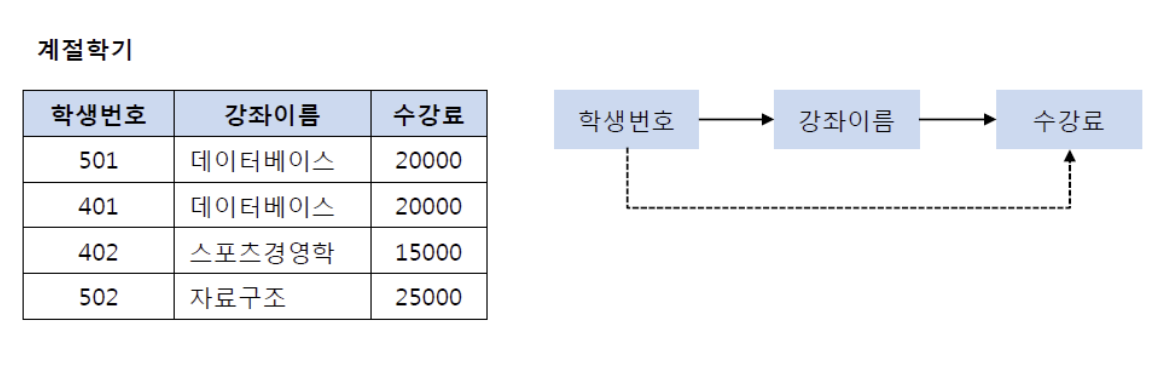 계절학기
학생번호 강좌이름 수강료
501 데이터베이스 20000
401 데이터베이스 20000
402 스포츠경영학 15000
502 자료구조 25000
학생번호 강좌이름 수강료